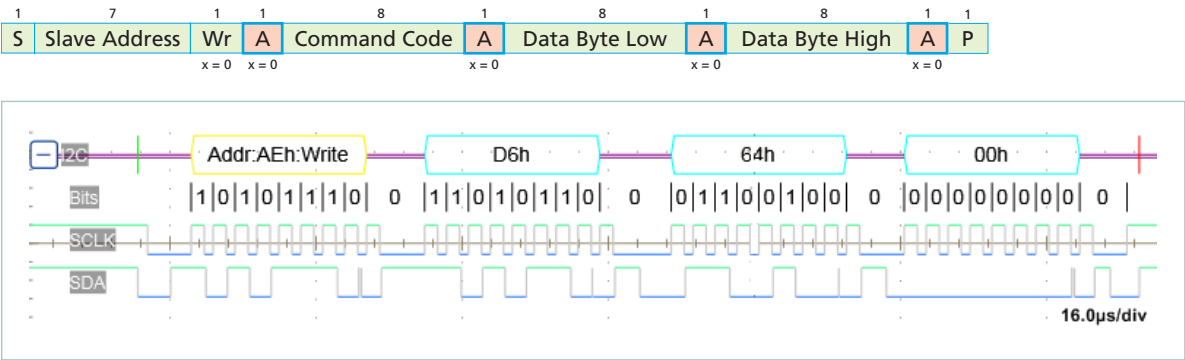 1 7 1 1 8 1 8 1 8 1 1
S Slave Address Wr A Command Code A Data Byte Low A Data Byte High A P
x = 0 x = 0 x = 0 x = 0 x = 0
I2C Addr:AEh:Write D6h 64h 00h
Bits 1 0 1 0 1 1 1 0 0 1 1 0 1 0 1 1 0 0 0 1 1 0 0 1 0 0 0 0 0 0 0 0 0 0 0 0 0
SCLK
SDA
16.0µs/div